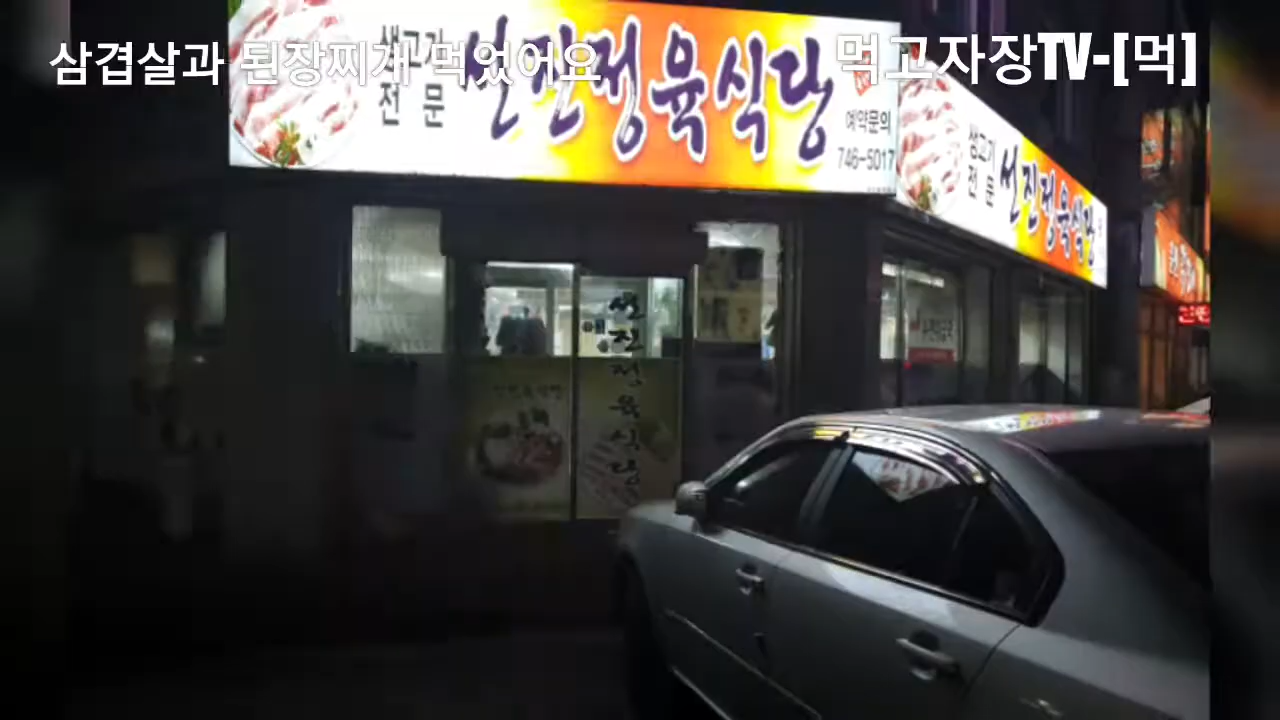 삼겹살과 된장찌개 먹었어요
먹고자장TV-[먹]
생고기
전문
선진정육식당
예약문의
746-5017
생고기
전문
선진정육식당
선진정육식당